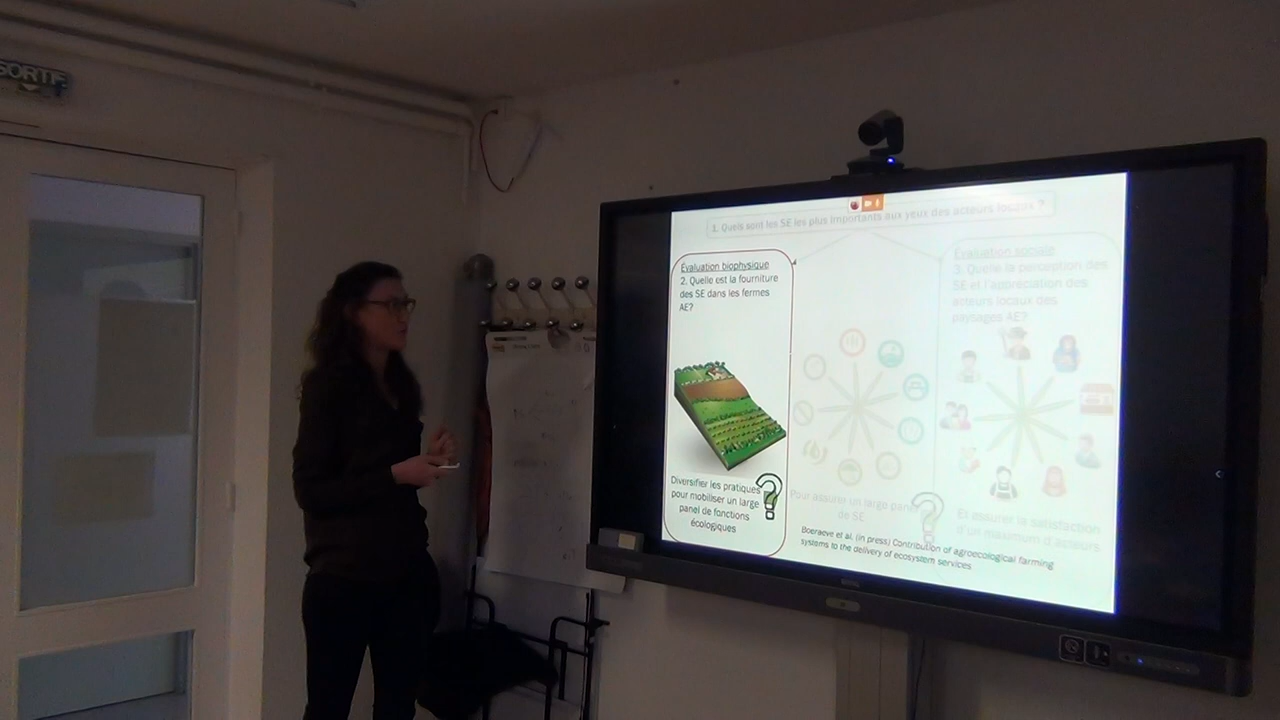 SORTIE
1. Quels sont les SE les plus importants aux yeux des acteurs locaux ?
Evaluation biophysique
2. Quelle est la fourniture
des SE dans les fermes
AE?
Diversifier les pratiques
pour mobiliser un large
panel de fonctions
écologiques
Pour assurer un large panel
de SE
Evaluation sociale
3. Quelle la perception des
SE et l'appréciation des
acteurs locaux des
paysages AE?
Et assurer la satisfaction
d'un maximum d'acteurs
Boeraeve et al. (in press) Contribution of agroecological farming
systems to the delivery of ecosystem services